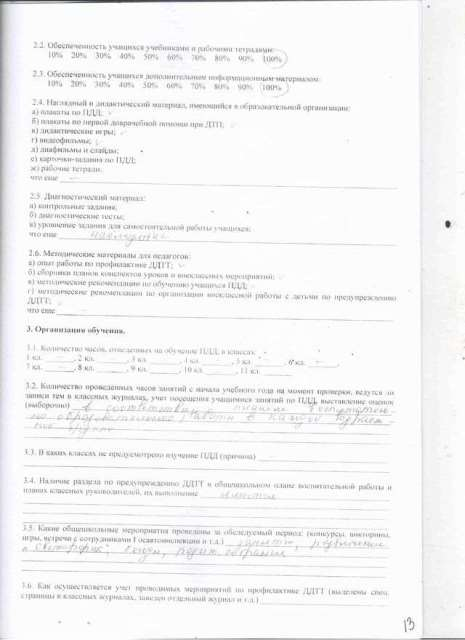 2.2. Обеспеченность учащихся учебниками и рабочими тетрадями:
10% 20% 30% 40% 50% 60% 70% 80% 90% 100%
2.3. Обеспеченность учащихся дополнительным информационным материалом:
10% 20% 30% 40% 50% 60% 70% 80% 90% 100%
2.4. Наглядный и дидактический материал, имеющийся в образовательной организации:
а) плакаты по ПДД;
б) плакаты по первой доврачебной помощи при ДТП;
в) дидактические игры;
г) видеофильмы;
д) диафильмы и слайды;
е) карточки-задания по ПДД;
ж) рабочие тетради.
что еще
2.5. Диагностический материал:
а) контрольные задания;
б) диагностические тесты;
в) уровневые задания для самостоятельной работы учащихся;
что еще
2.6. Методические материалы для педагогов:
а) опыт работы по профилактике ДДТТ;
б) сборники планов конспектов уроков и внеклассных мероприятий;
в) методические рекомендации по обучению учащихся ПДД;
г) методические рекомендации по организации внеклассной работы с детьми по предупреждению
ДДТТ;
что еще
3. Организация обучения.
3.1. Количество часов, отведенных на обучение ПДД в классах:
1 кл. , 2 кл. , 3 кл. , 4 кл. , 5 кл. , 6 кл. ,
7 кл. , 8 кл. , 9 кл. , 10 кл. , 11 кл.
3.2. Количество проведенных часов занятий с начала учебного года на момент проверки, ведутся ли
записи тем в классных журналах, учет посещения учащимися занятий по ПДД, выставление оценок
(выборочно) в соответствии
работы в каждой
группе
3.3. В каких классах не предусмотрено изучение ПДД (причина)
3.4. Наличие раздела по предупреждению ДДТТ в общешкольном плане воспитательной работы и
планах классных руководителей, их выполнение имеется
3.5. Какие общешкольные мероприятия проведены за обследуемый период: (конкурсы, викторины,
игры, встречи с сотрудниками Госавтоинспекции и т.д.) занятия, развлечения
"Светофорик", собрания
3.6. Как осуществляется учет проводимых мероприятий по профилактике ДДТТ (выделены спец.
страницы в классных журналах, заведен отдельный журнал и т.д.)
13